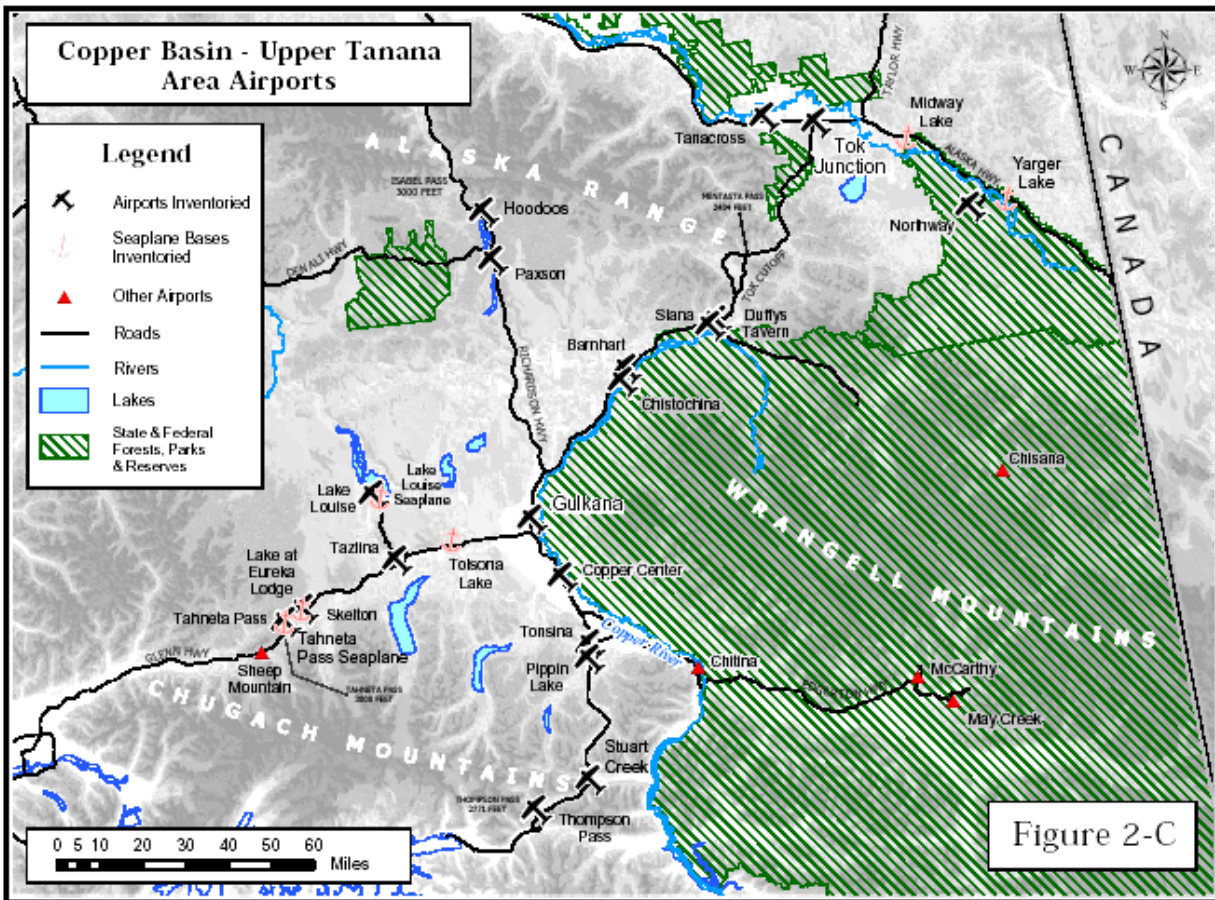 Copper Basin - Upper Tanana
Area Airports
Legend
Airports Inventoried
Seaplane Bases
Inventoried
Other Airports
Roads
Rivers
Lakes
State & Federal
Forests, Parks
& Reserves
N
W
E
S
TAYLOR HWY
Midway
Lake
Tanacross
Tok
Junction
ALASKA HWY
Yarger
Lake
Northway
CANADA
ALASKA RANGE
ISABEL PASS
3000 FEET
Hoodoos
MENTASTA PASS
2434 FEET
DENALI HWY
Paxson
TOK CUTOFF
Slana
Duffys
Tavern
Barnhart
Chistochina
RICHARDSON HWY
Chisana
Lake
Louise
Lake
Louise
Seaplane
Gulkana
WRANGELL MOUNTAINS
Tazlina
Tolsona
Lake
Copper Center
Lake at
Eureka
Lodge
Skelton
Tahneta Pass
Tahneta
Pass Seaplane
GLENN HWY
Sheep
Mountain
TAHNETA PASS
3000 FEET
Tonsina
Copper River
Pippin
Lake
Chitina
EDGERTON HWY
McCarthy
May Creek
CHUGACH MOUNTAINS
Stuart
Creek
THOMPSON PASS
2771 FEET
Thompson
Pass
0 5 10 20 30 40 50 60
Miles
Figure 2-C